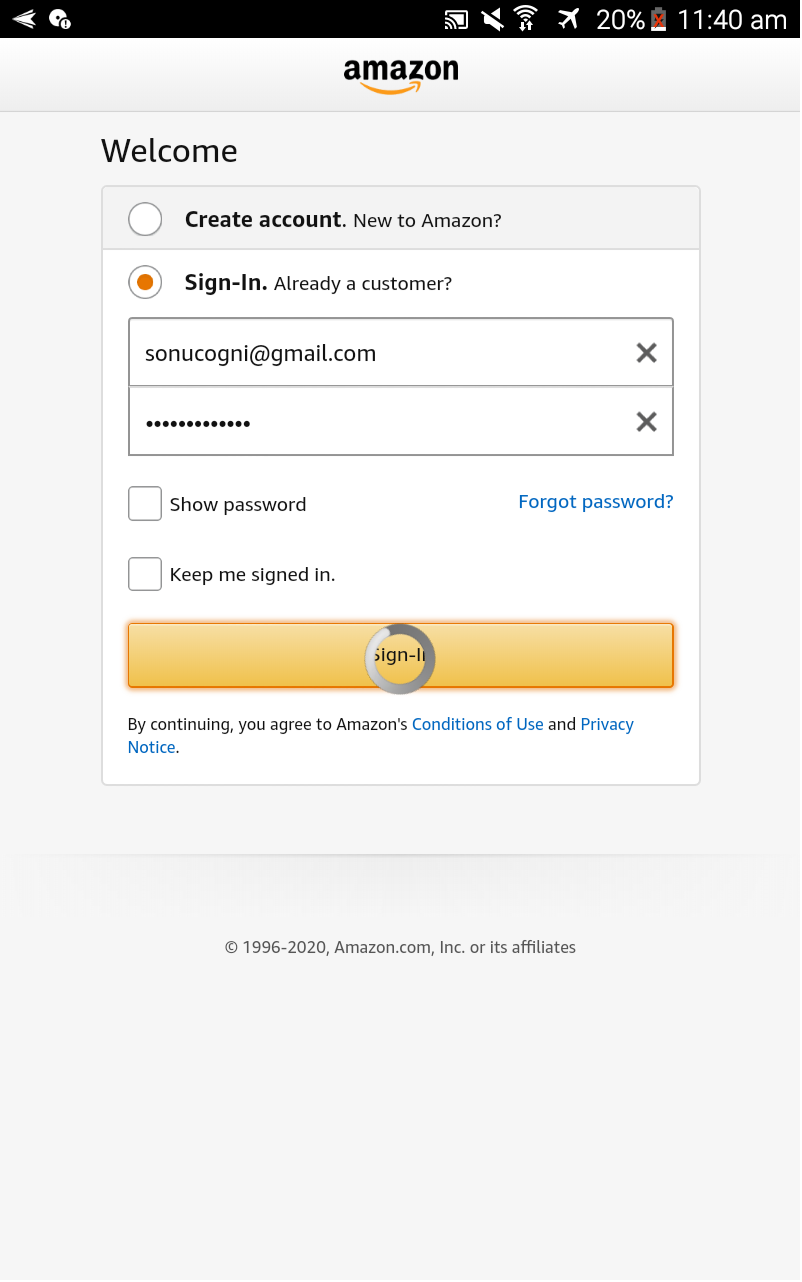 20% 11:40 am
amazon
Welcome
Create account. New to Amazon?
Sign-In. Already a customer?
sonucogni@gmail.com
•••••••••••••
Show password
Forgot password?
Keep me signed in.
Sign-In
By continuing, you agree to Amazon's Conditions of Use and Privacy
Notice.
© 1996-2020, Amazon.com, Inc. or its affiliates